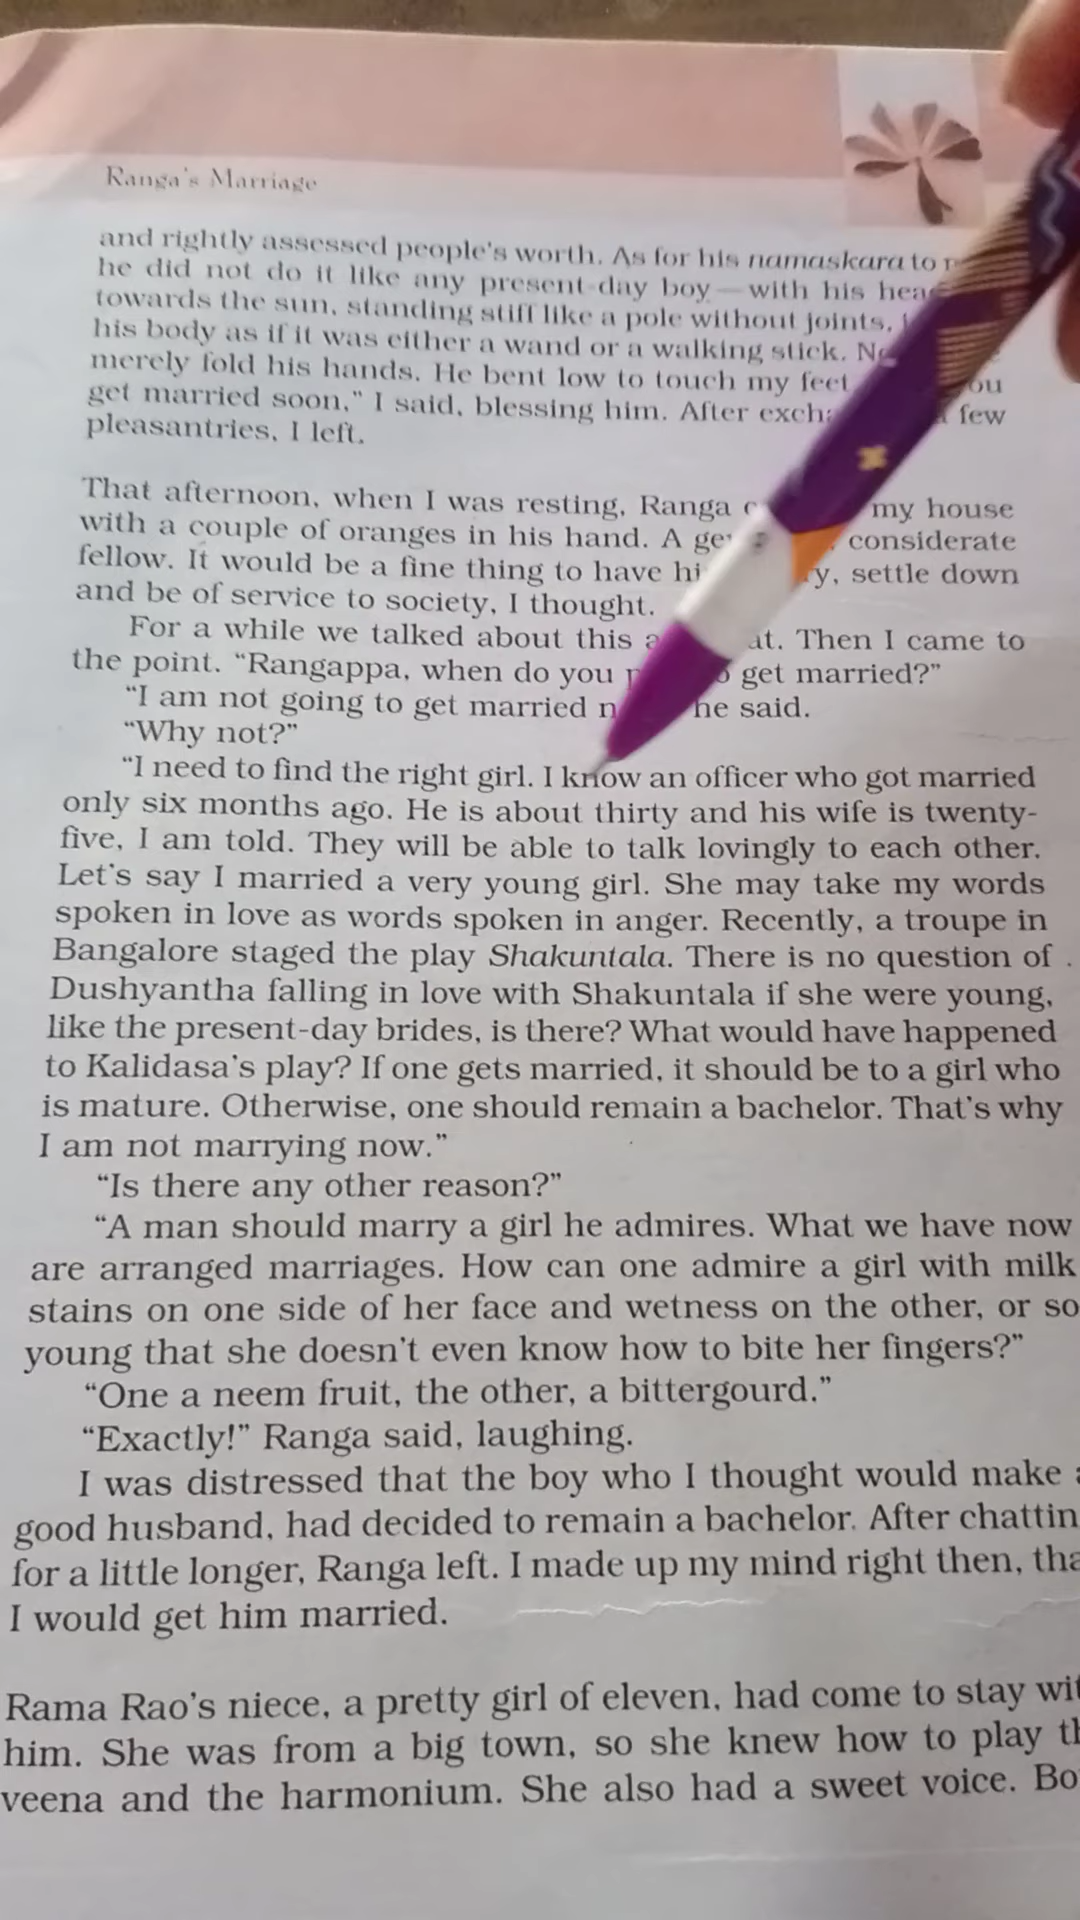 Ranga's Marriage
and rightly assessed people's worth. As for his namaskara to
he did not do it like any present-day boy—with his
towards the sun, standing stiff like a pole without joints,
his body as if it was either a wand or a walking stick.
merely fold his hands. He bent low to touch my feet
get married soon," I said, blessing him. After few
pleasantries, I left.
That afternoon, when I was resting, Ranga my house
with a couple of oranges in his hand. A considerate
fellow. It would be a fine thing to have settle down
and be of service to society, I thought.
For a while we talked about this Then I came to
the point. "Rangappa, when do you get married?"
"I am not going to get married he said.
"Why not?"
"I need to find the right girl. I know an officer who got married
only six months ago. He is about thirty and his wife is twenty-
five, I am told. They will be able to talk lovingly to each other.
Let's say I married a very young girl. She may take my words
spoken in love as words spoken in anger. Recently, a troupe in
Bangalore staged the play Shakuntala. There is no question of
Dushyantha falling in love with Shakuntala if she were young,
like the present-day brides, is there? What would have happened
to Kalidasa's play? If one gets married, it should be to a girl who
is mature. Otherwise, one should remain a bachelor. That's why
I am not marrying now."
"Is there any other reason?"
"A man should marry a girl he admires. What we have now
are arranged marriages. How can one admire a girl with milk
stains on one side of her face and wetness on the other, or so
young that she doesn't even know how to bite her fingers?"
"One a neem fruit, the other, a bittergourd."
"Exactly!" Ranga said, laughing.
I was distressed that the boy who I thought would make
good husband, had decided to remain a bachelor. After
for a little longer, Ranga left. I made up my mind right then,
I would get him married.
Rama Rao's niece, a pretty girl of eleven, had come to stay
him. She was from a big town, so she knew how to play
veena and the harmonium. She also had a sweet voice.